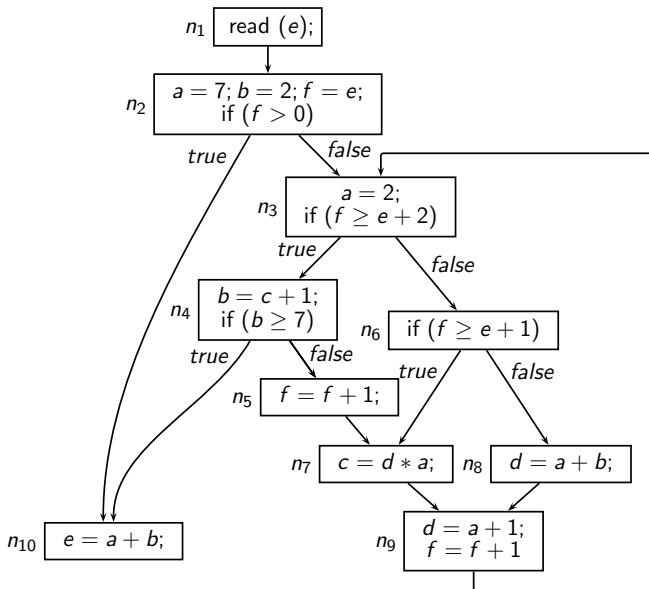 n1 read (e);
n2 a = 7; b = 2; f = e;
if (f > 0)
true false
n3 a = 2;
if (f ≥ e + 2)
true false
n4 b = c + 1;
if (b ≥ 7)
n6 if (f ≥ e + 1)
true false
true false
n5 f = f + 1;
n7 c = d ∗ a;
n8 d = a + b;
n10 e = a + b;
n9 d = a + 1;
f = f + 1